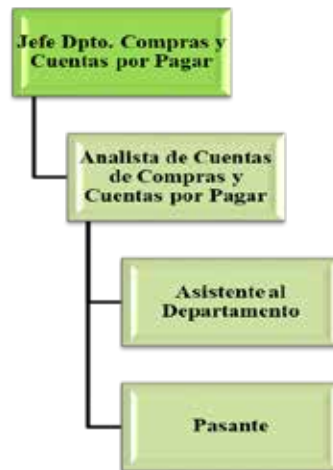 Jefe Dpto. Compras y
Cuentas por Pagar
Analista de Cuentas
de Compras y
Cuentas por Pagar
Asistente al
Departamento
Pasante